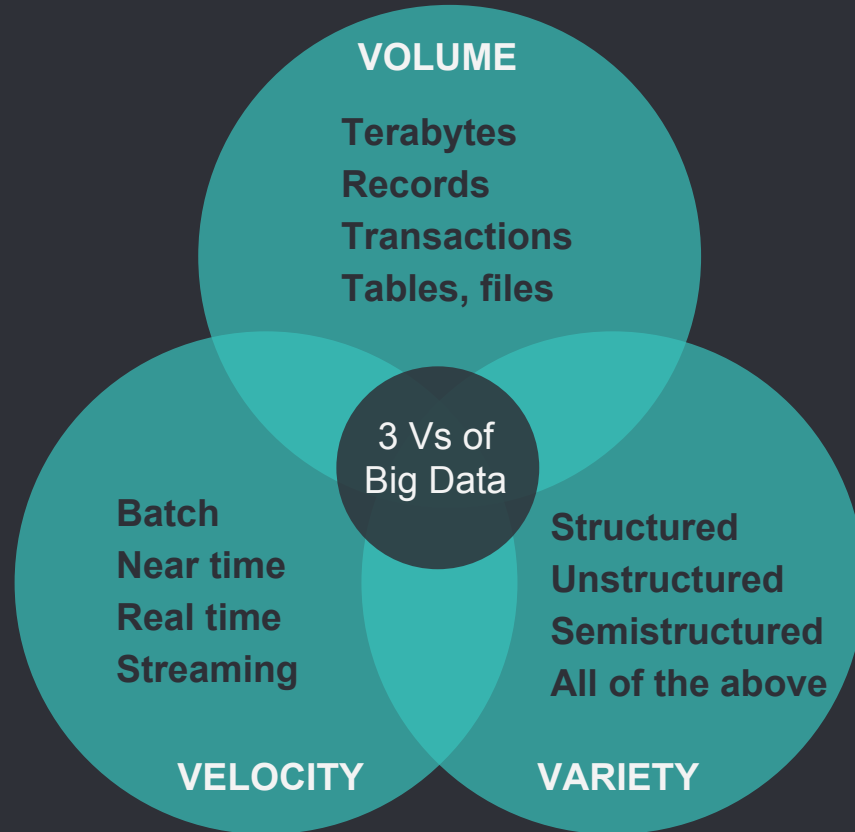 VOLUME
Terabytes
Records
Transactions
Tables, files
3 Vs of
Big Data
Batch
Near time
Real time
Streaming
VELOCITY
Structured
Unstructured
Semistructured
All of the above
VARIETY